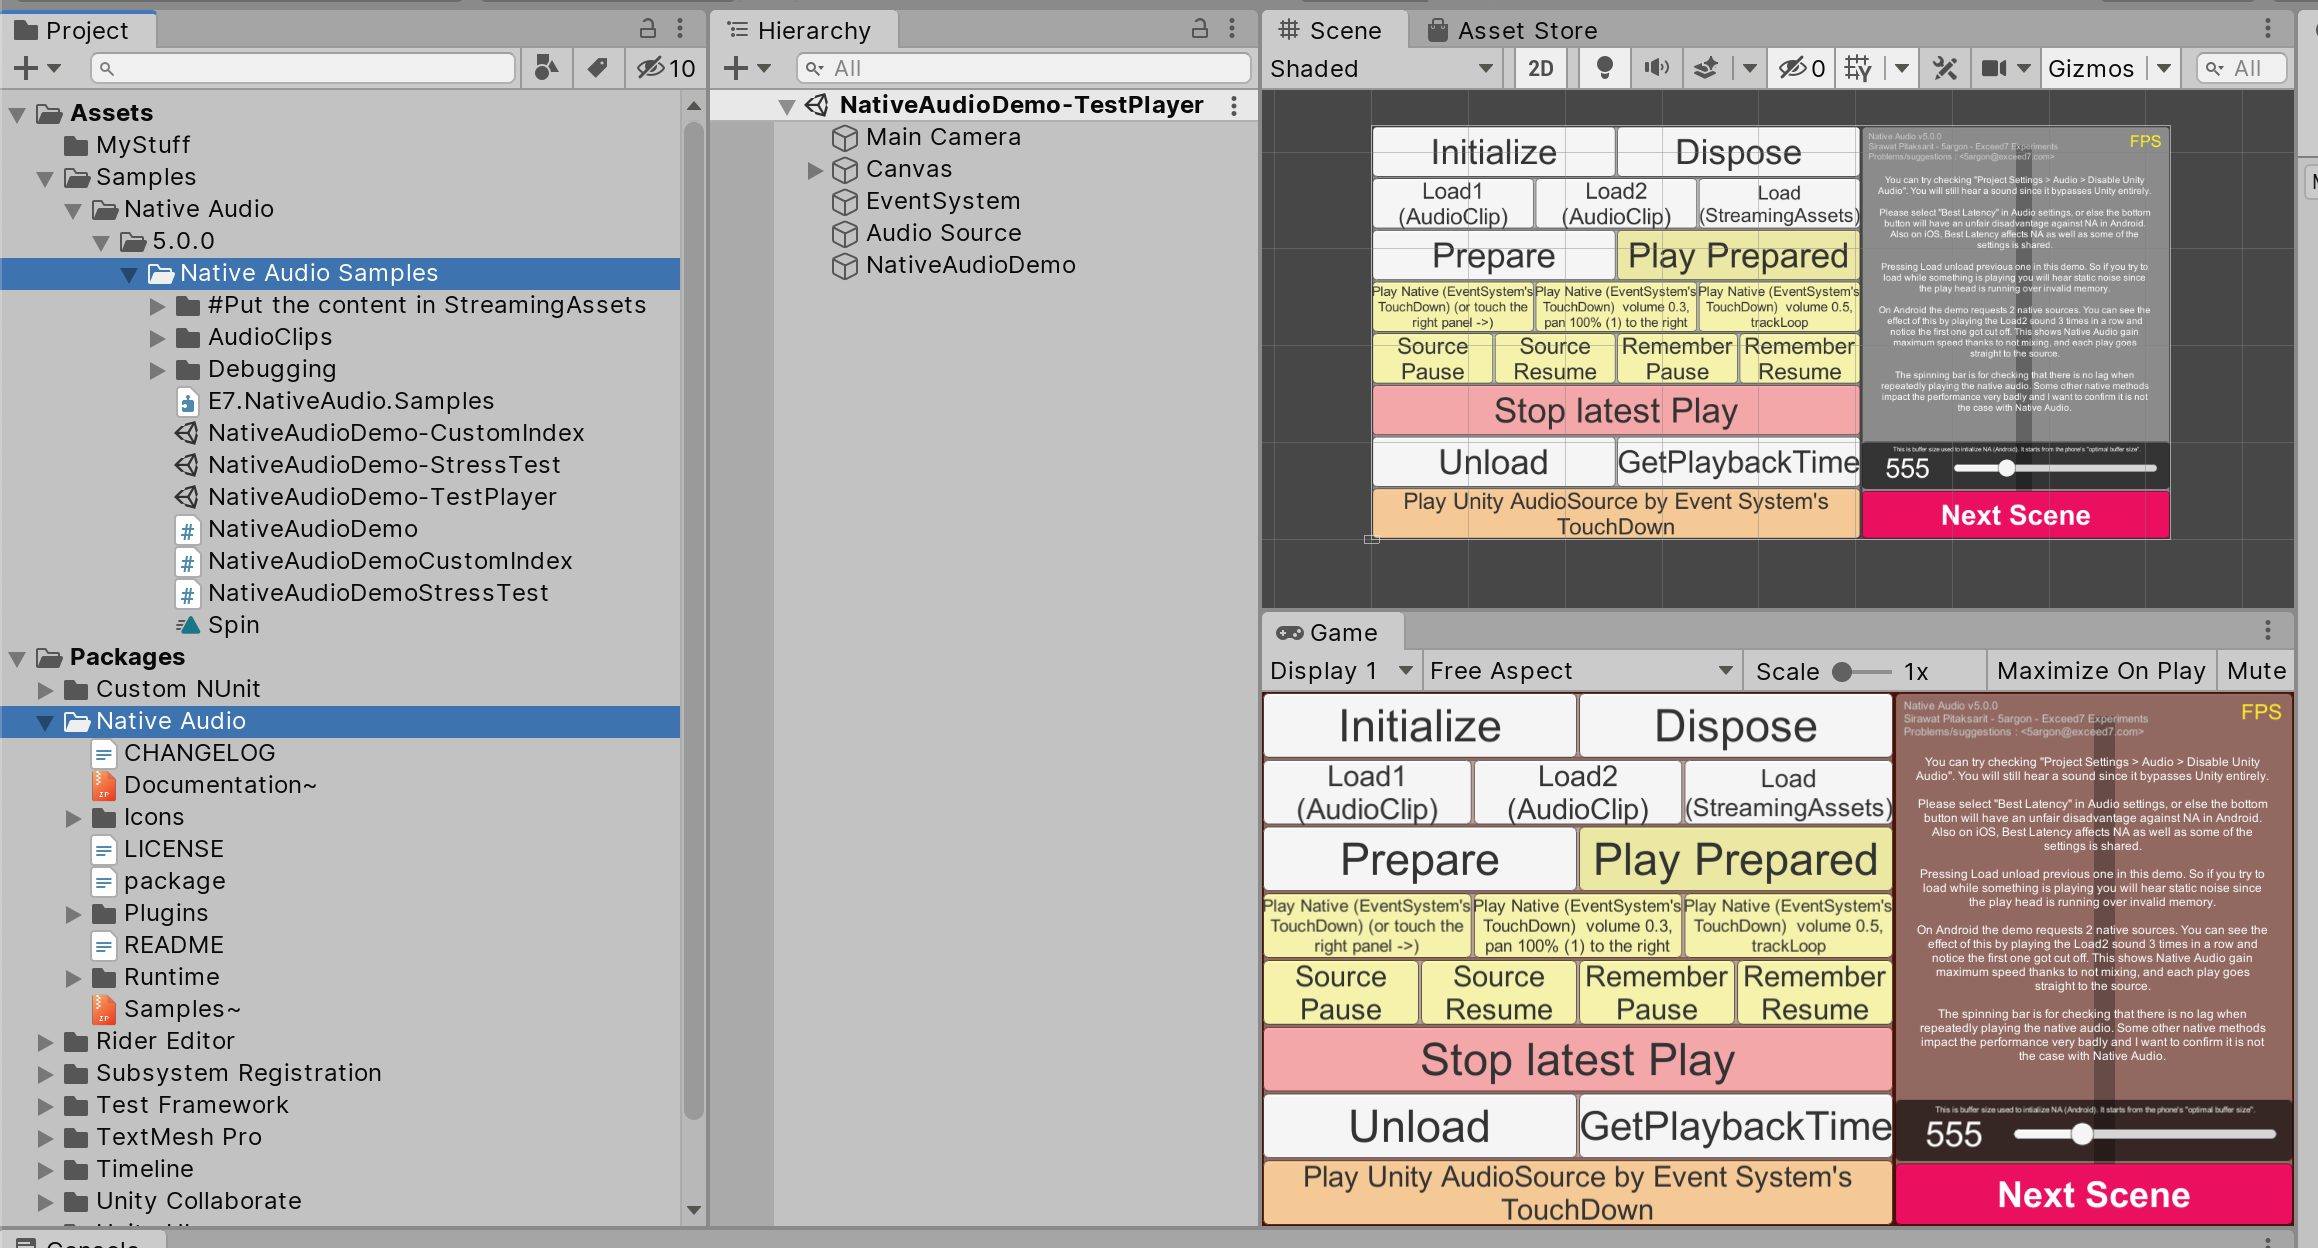 Project
10
Assets
MyStuff
Samples
Native Audio
5.0.0
Native Audio Samples
#Put the content in StreamingAssets
AudioClips
Debugging
E7.NativeAudio.Samples
NativeAudioDemo-CustomIndex
NativeAudioDemo-StressTest
NativeAudioDemo-TestPlayer
NativeAudioDemo
NativeAudioDemoCustomIndex
NativeAudioDemoStressTest
Spin
Packages
Custom NUnit
Native Audio
CHANGELOG
Documentation~
Icons
LICENSE
package
Plugins
README
Runtime
Samples~
Rider Editor
Subsystem Registration
Test Framework
TextMesh Pro
Timeline
Unity Collaborate
Console
Hierarchy
All
NativeAudioDemo-TestPlayer
Main Camera
Canvas
EventSystem
Audio Source
NativeAudioDemo
Scene
Asset Store
Shaded
2D
0
Gizmos
All
Initialize
Dispose
Load1
(AudioClip)
Load2
(AudioClip)
Load
(StreamingAssets)
Prepare
Play Prepared
Play Native (EventSystem's
TouchDown) (or touch the
right panel ->)
Play Native (EventSystem's
TouchDown) volume 0.3,
pan 100% (1) to the right
Play Native (EventSystem's
TouchDown) volume 0.5,
trackLoop
Source
Pause
Source
Resume
Remember
Pause
Remember
Resume
Stop latest Play
Unload
GetPlaybackTime
Play Unity AudioSource by Event System's
TouchDown
Native Audio v5.0.0
Sirawat Pitaksarit - 5argon - Exceed7 Experiments
Problems/suggestions : <5argon@exceed7.com>
FPS
You can try checking "Project Settings > Audio > Disable Unity
Audio". You will still hear a sound since it bypasses Unity entirely.
Please select "Best Latency" in Audio settings, or else the bottom
button will have an unfair disadvantage against NA in Android.
Also on iOS, Best Latency affects NA as well as some of the
settings is shared.
Pressing Load unload previous one in this demo. So if you try to
load while something is playing you will hear static noise since
the play head is running over invalid memory.
On Android the demo requests 2 native sources. You can see the
effect of this by playing the Load2 sound 3 times in a row and
notice the first one got cut off. This shows Native Audio gain
maximum speed thanks to not mixing, and each play goes
straight to the source.
The spinning bar is for checking that there is no lag when
repeatedly playing the native audio. Some other native methods
impact the performance very badly and I want to confirm it is not
the case with Native Audio.
This is buffer size used to intialize NA (Android). It starts from the phone's "optimal buffer size".
555
Next Scene
Game
Display 1
Free Aspect
Scale
1x
Maximize On Play
Mute
Initialize
Dispose
Load1
(AudioClip)
Load2
(AudioClip)
Load
(StreamingAssets)
Prepare
Play Prepared
Play Native (EventSystem's
TouchDown) (or touch the
right panel ->)
Play Native (EventSystem's
TouchDown) volume 0.3,
pan 100% (1) to the right
Play Native (EventSystem's
TouchDown) volume 0.5,
trackLoop
Source
Pause
Source
Resume
Remember
Pause
Remember
Resume
Stop latest Play
Unload
GetPlaybackTime
Play Unity AudioSource by Event System's
TouchDown
Native Audio v5.0.0
Sirawat Pitaksarit - 5argon - Exceed7 Experiments
Problems/suggestions : <5argon@exceed7.com>
FPS
You can try checking "Project Settings > Audio > Disable Unity
Audio". You will still hear a sound since it bypasses Unity entirely.
Please select "Best Latency" in Audio settings, or else the bottom
button will have an unfair disadvantage against NA in Android.
Also on iOS, Best Latency affects NA as well as some of the
settings is shared.
Pressing Load unload previous one in this demo. So if you try to
load while something is playing you will hear static noise since
the play head is running over invalid memory.
On Android the demo requests 2 native sources. You can see the
effect of this by playing the Load2 sound 3 times in a row and
notice the first one got cut off. This shows Native Audio gain
maximum speed thanks to not mixing, and each play goes
straight to the source.
The spinning bar is for checking that there is no lag when
repeatedly playing the native audio. Some other native methods
impact the performance very badly and I want to confirm it is not
the case with Native Audio.
This is buffer size used to intialize NA (Android). It starts from the phone's "optimal buffer size".
555
Next Scene